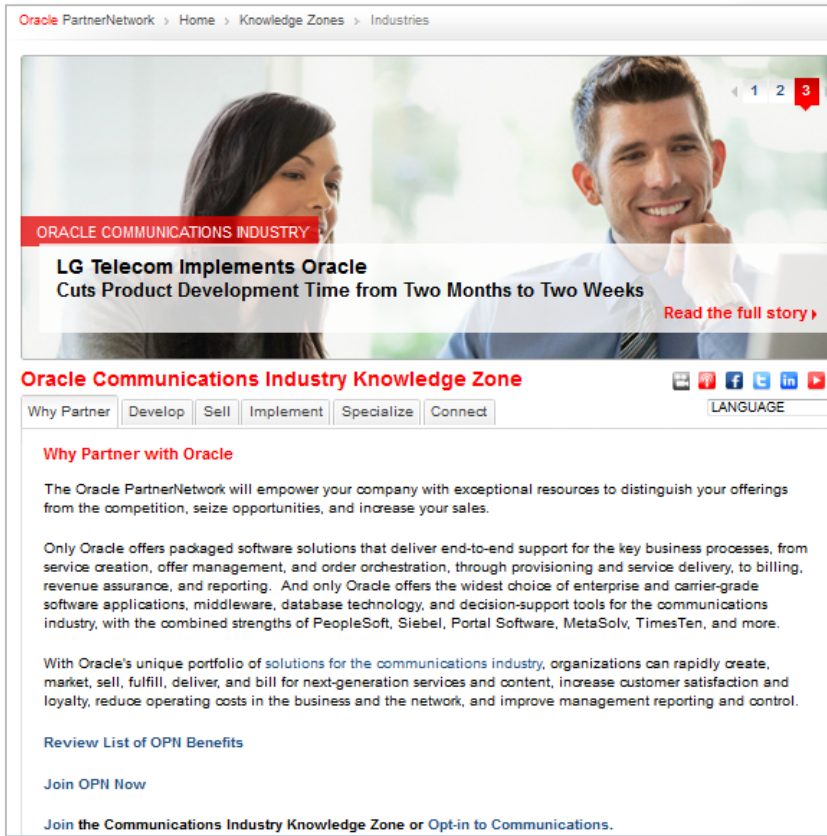 Oracle PartnerNetwork > Home > Knowledge Zones > Industries
1 2 3
ORACLE COMMUNICATIONS INDUSTRY
LG Telecom Implements Oracle
Cuts Product Development Time from Two Months to Two Weeks
Read the full story
Oracle Communications Industry Knowledge Zone
Why Partner Develop Sell Implement Specialize Connect
LANGUAGE
Why Partner with Oracle
The Oracle PartnerNetwork will empower your company with exceptional resources to distinguish your offerings
from the competition, seize opportunities, and increase your sales.
Only Oracle offers packaged software solutions that deliver end-to-end support for the key business processes, from
service creation, offer management, and order orchestration, through provisioning and service delivery, to billing,
revenue assurance, and reporting. And only Oracle offers the widest choice of enterprise and carrier-grade
software applications, middleware, database technology, and decision-support tools for the communications
industry, with the combined strengths of PeopleSoft, Siebel, Portal Software, MetaSolv, TimesTen, and more.
With Oracle's unique portfolio of solutions for the communications industry, organizations can rapidly create,
market, sell, fulfill, deliver, and bill for next-generation services and content, increase customer satisfaction and
loyalty, reduce operating costs in the business and the network, and improve management reporting and control.
Review List of OPN Benefits
Join OPN Now
Join the Communications Industry Knowledge Zone or Opt-in to Communications.